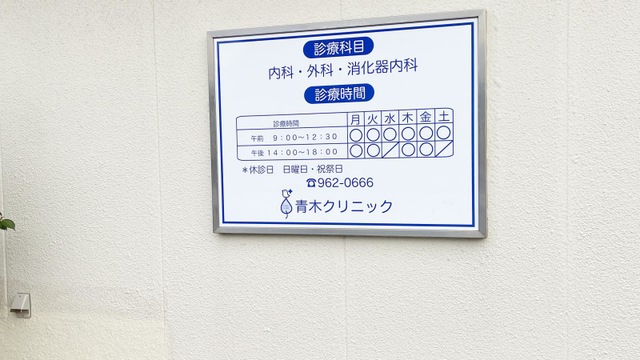 診療科目
内科・外科・消化器内科
診療時間
診療時間 月 火 水 木 金 土
午前 9：00～12：30 ○ ○ ○ ○ ○ ○
午後 14：00～18：00 ○ ○ ／ ○ ○ ／
＊休診日 日曜日・祝祭日
☎962-0666
青木クリニック